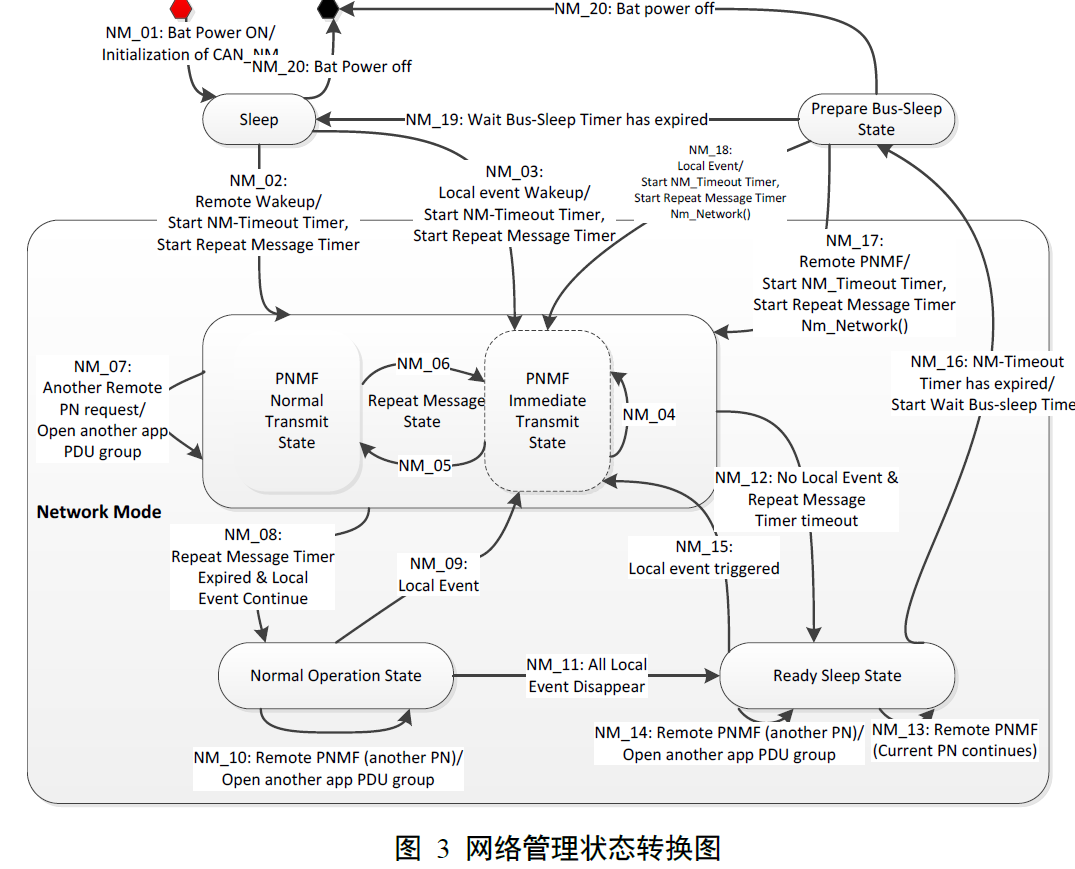 NM_20: Bat power off
NM_01: Bat Power ON/
Initialization of CAN_NM
NM_20: Bat Power off
Sleep
NM_19: Wait Bus-Sleep Timer has expired
Prepare Bus-Sleep
State
NM_02:
Remote Wakeup/
Start NM-Timeout Timer,
Start Repeat Message Timer
NM_03:
Local event Wakeup/
Start NM-Timeout Timer,
Start Repeat Message Timer
NM_18:
Local Event/
Start NM_Timeout Timer,
Start Repeat Message Timer
Nm_Network()
NM_17:
Remote PNMF/
Start NM_Timeout Timer,
Start Repeat Message Timer
Nm_Network()
NM_16: NM-Timeout
Timer has expired/
Start Wait Bus-sleep Time
NM_07:
Another Remote
PN request/
Open another app
PDU group
PNMF
Normal
Transmit
State
NM_06
Repeat Message
State
NM_05
PNMF
Immediate
Transmit
State
NM_04
NM_12: No Local Event &
Repeat Message
Timer timeout
Network Mode
NM_08:
Repeat Message Timer
Expired & Local
Event Continue
NM_09:
Local Event
NM_15:
Local event triggered
Normal Operation State
NM_11: All Local
Event Disappear
Ready Sleep State
NM_10: Remote PNMF (another PN)/
Open another app PDU group
NM_14: Remote PNMF (another PN)/
Open another app PDU group
NM_13: Remote PNMF
(Current PN continues)
图 3 网络管理状态转换图